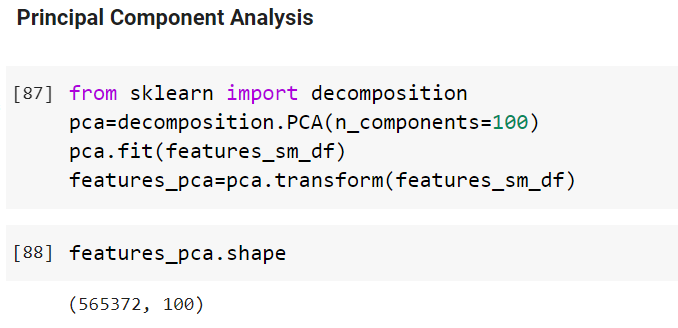 Principal Component Analysis
[87] from sklearn import decomposition
pca=decomposition.PCA(n_components=100)
pca.fit(features_sm_df)
features_pca=pca.transform(features_sm_df)
[88] features_pca.shape
(565372, 100)